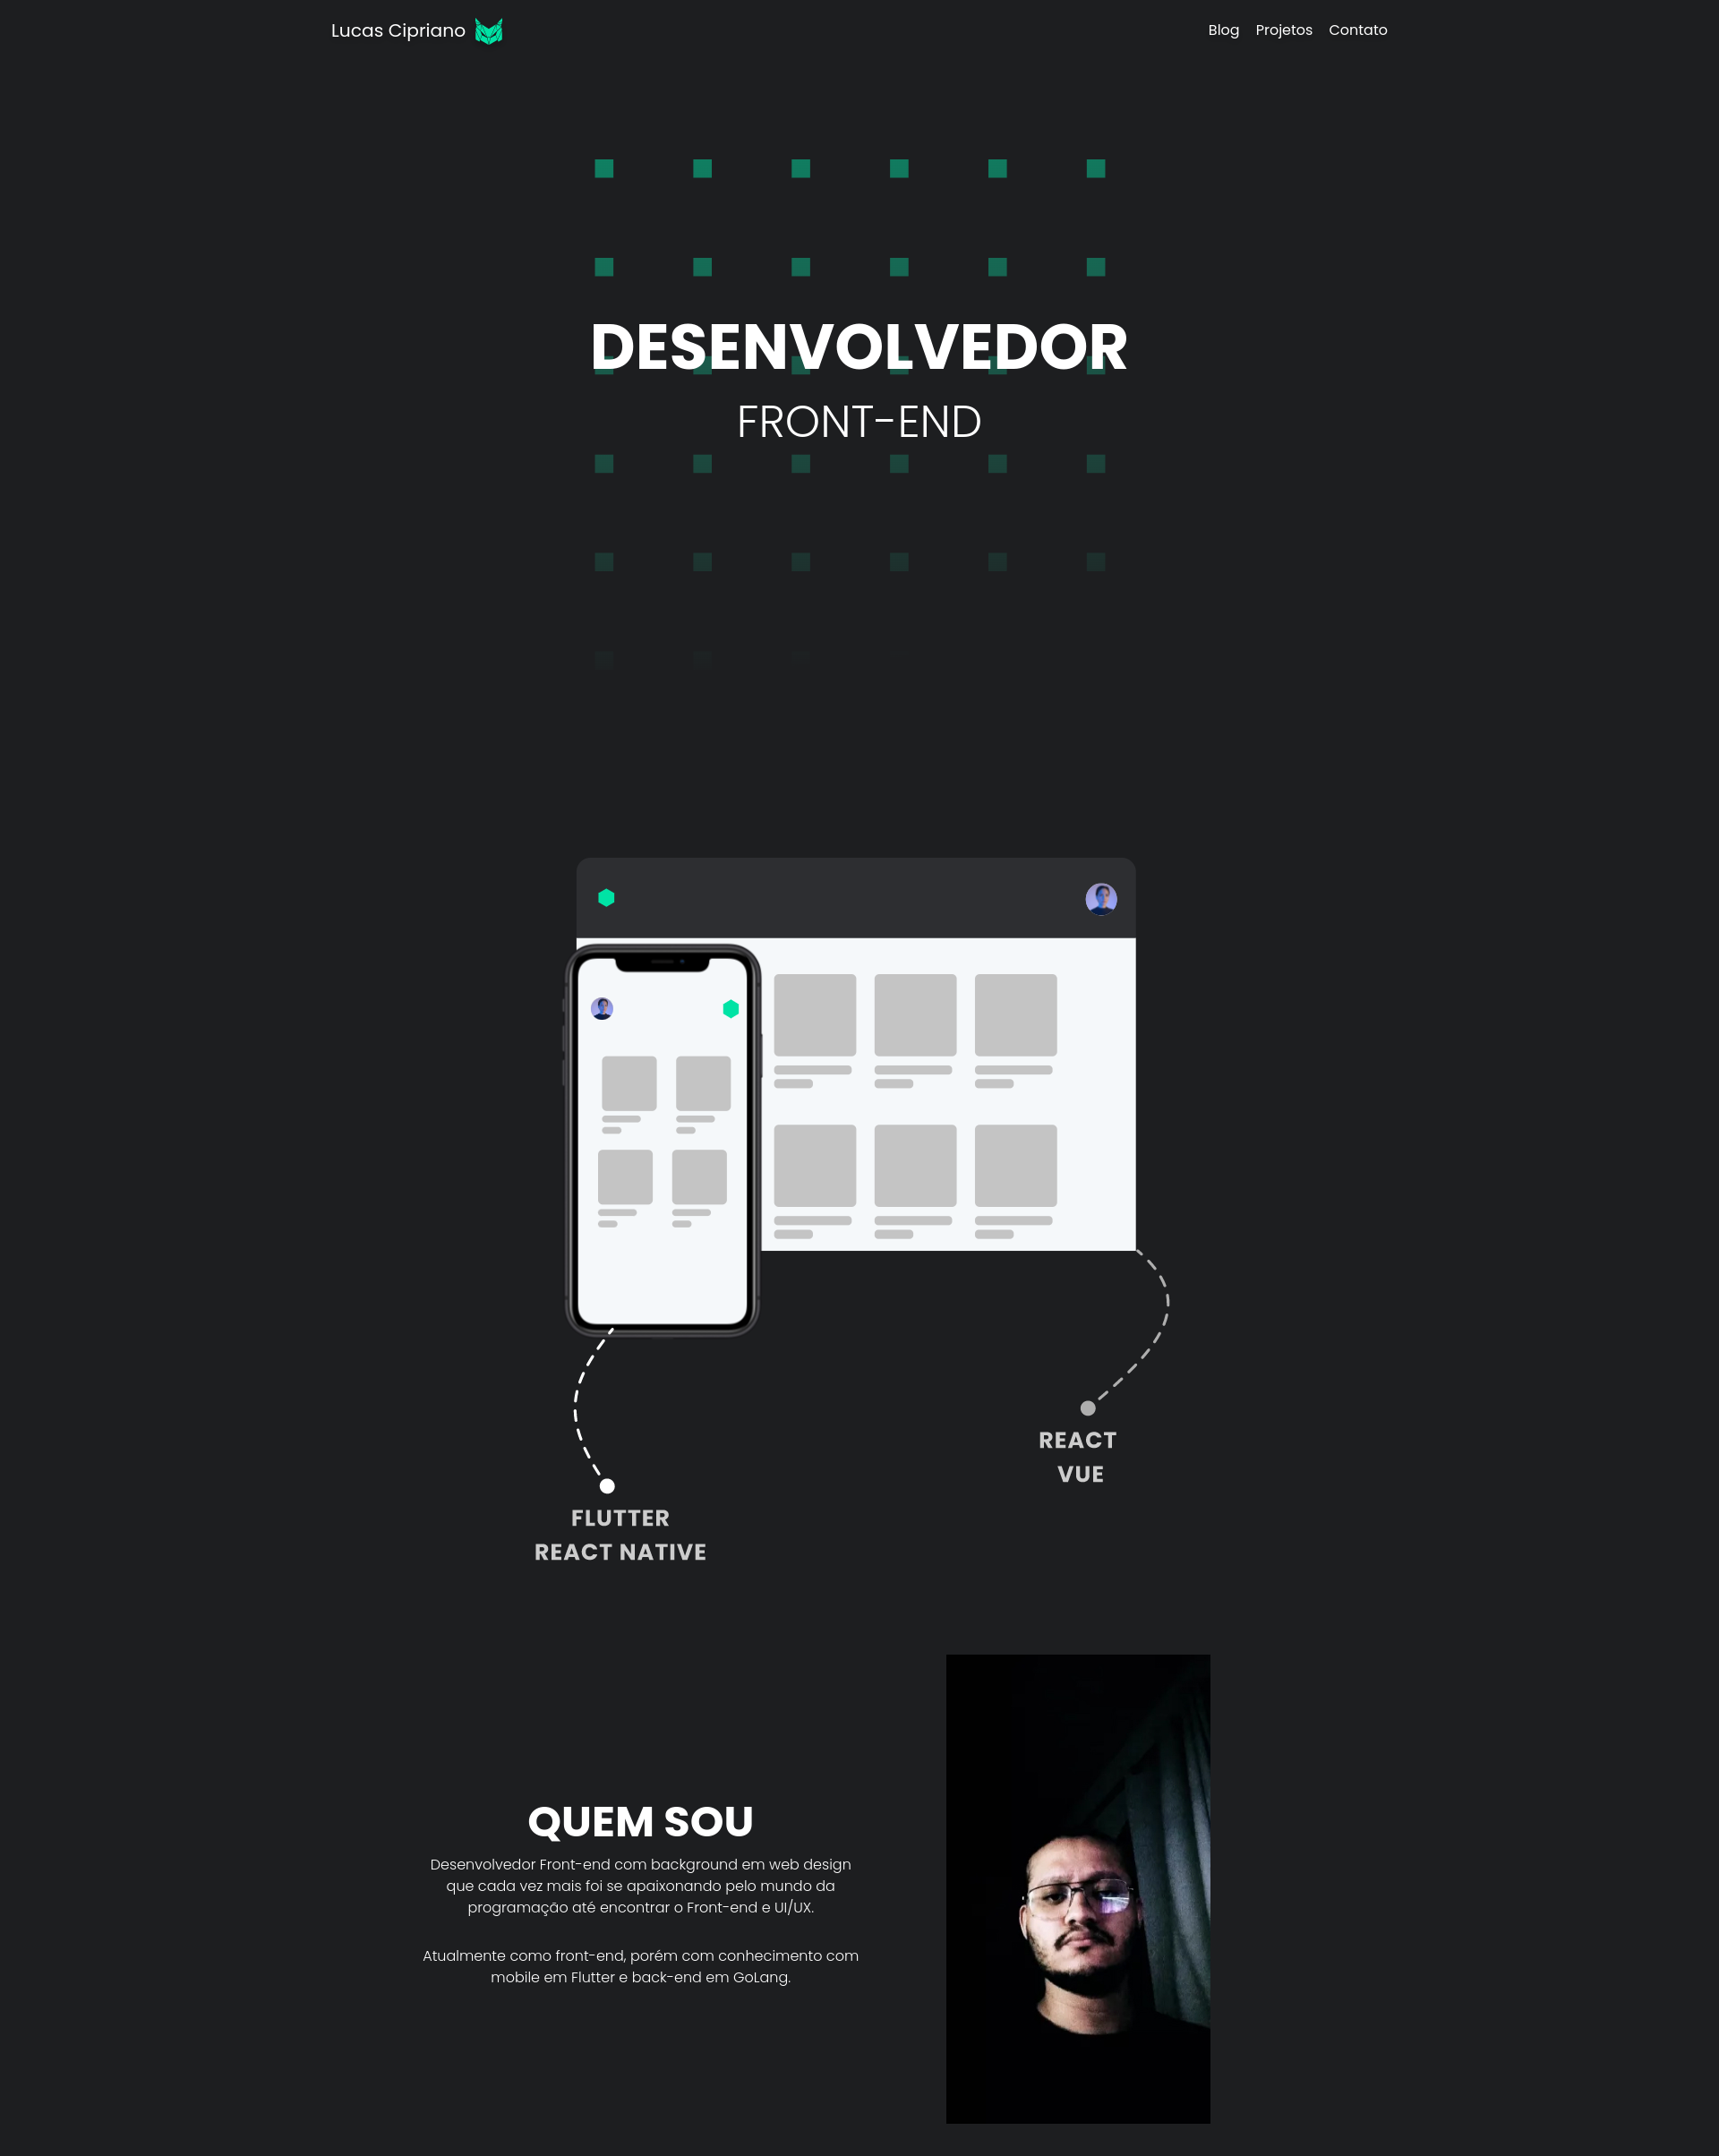 Lucas Cipriano
Blog Projetos Contato
DESENVOLVEDOR
FRONT-END
REACT
VUE
FLUTTER
REACT NATIVE
QUEM SOU
Desenvolvedor Front-end com background em web design
que cada vez mais foi se apaixonando pelo mundo da
programação até encontrar o Front-end e UI/UX.
Atualmente como front-end, porém com conhecimento com
mobile em Flutter e back-end em GoLang.